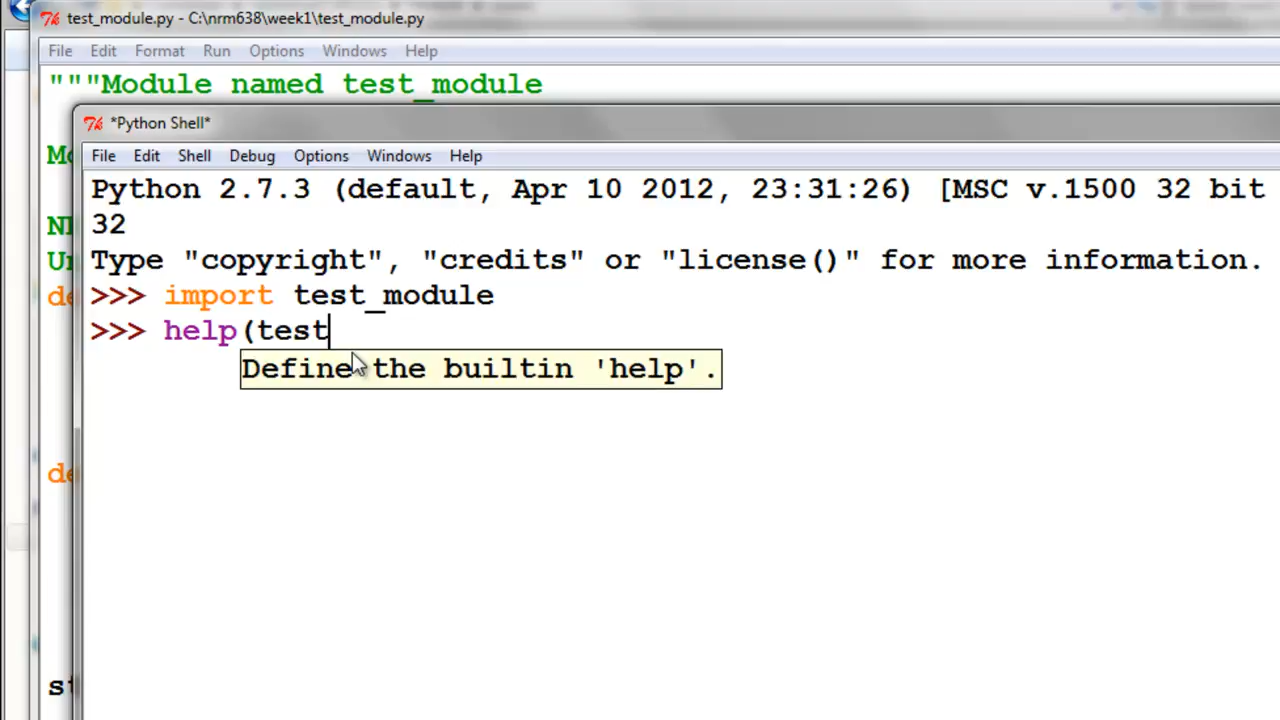 test_module.py - C:\nrm638\week1\test_module.py
File Edit Format Run Options Windows Help
"""Module named test_module
*Python Shell*
File Edit Shell Debug Options Windows Help
Python 2.7.3 (default, Apr 10 2012, 23:31:26) [MSC v.1500 32 bit
32
Type "copyright", "credits" or "license()" for more information.
>>> import test_module
>>> help(test
Define the builtin 'help'.